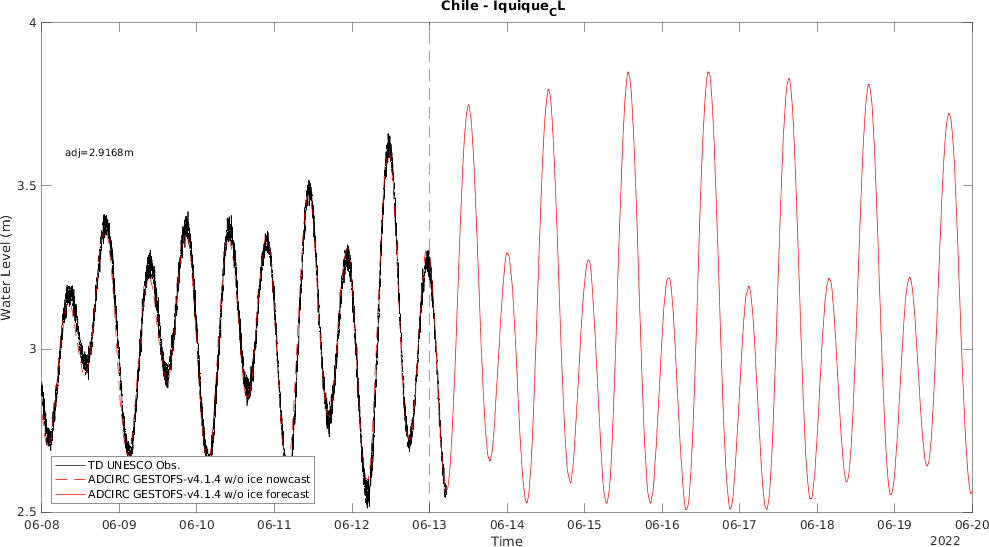 Chile - Iquique_CL
4
adj=2.9168m
3.5
Water Level (m)
3
TD UNESCO Obs.
ADCIRC GESTOFS-v4.1.4 w/o ice nowcast
ADCIRC GESTOFS-v4.1.4 w/o ice forecast
2.5
06-08 06-09 06-10 06-11 06-12 06-13 06-14 06-15 06-16 06-17 06-18 06-19 06-20
Time
2022